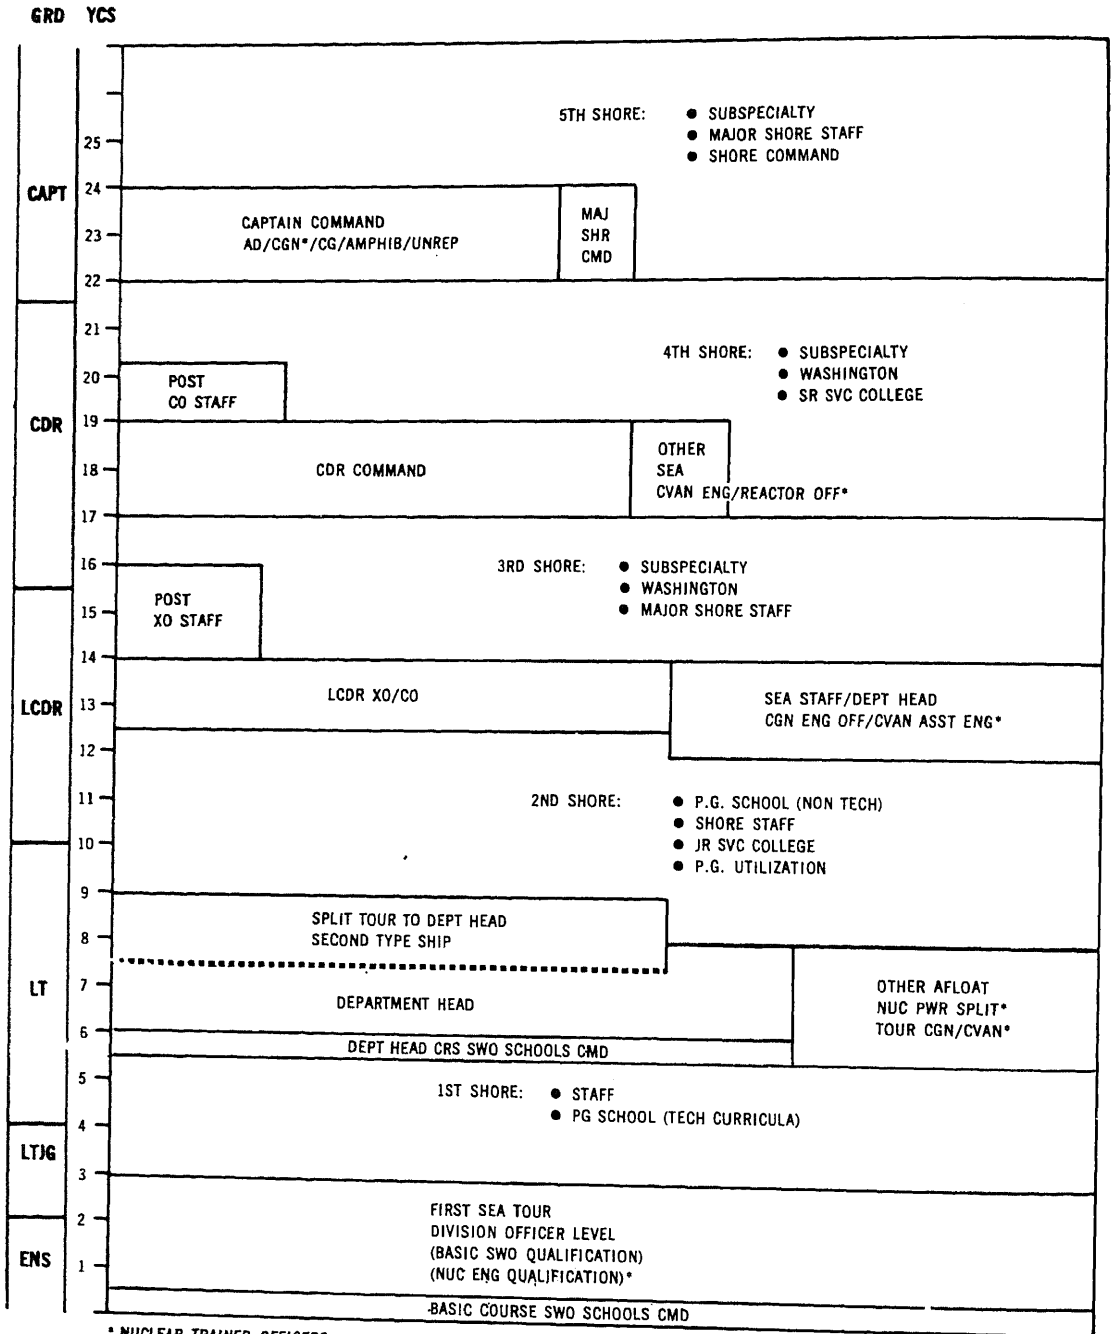 GRD YCS
5TH SHORE: ● SUBSPECIALTY
● MAJOR SHORE STAFF
● SHORE COMMAND
25
CAPT
24
CAPTAIN COMMAND
AD/CGN*/CG/AMPHIB/UNREP
MAJ
SHR
CMD
23
22
21
4TH SHORE: ● SUBSPECIALTY
● WASHINGTON
● SR SVC COLLEGE
20
POST
CO STAFF
19
CDR
18
CDR COMMAND
OTHER
SEA
CVAN ENG/REACTOR OFF*
17
16
3RD SHORE: ● SUBSPECIALTY
● WASHINGTON
● MAJOR SHORE STAFF
15
POST
XO STAFF
14
LCDR
13
LCDR XO/CO
SEA STAFF/DEPT HEAD
CGN ENG OFF/CVAN ASST ENG*
12
11
2ND SHORE: ● P.G. SCHOOL (NON TECH)
● SHORE STAFF
● JR SVC COLLEGE
● P.G. UTILIZATION
10
9
SPLIT TOUR TO DEPT HEAD
SECOND TYPE SHIP
8
LT
7
DEPARTMENT HEAD
OTHER AFLOAT
NUC PWR SPLIT*
TOUR CGN/CVAN*
6
DEPT HEAD CRS SWO SCHOOLS CMD
5
1ST SHORE: ● STAFF
● PG SCHOOL (TECH CURRICULA)
4
LTJG
3
2
FIRST SEA TOUR
DIVISION OFFICER LEVEL
(BASIC SWO QUALIFICATION)
(NUC ENG QUALIFICATION)*
ENS
1
BASIC COURSE SWO SCHOOLS CMD
* NUCLEAR TRAINED OFFICERS